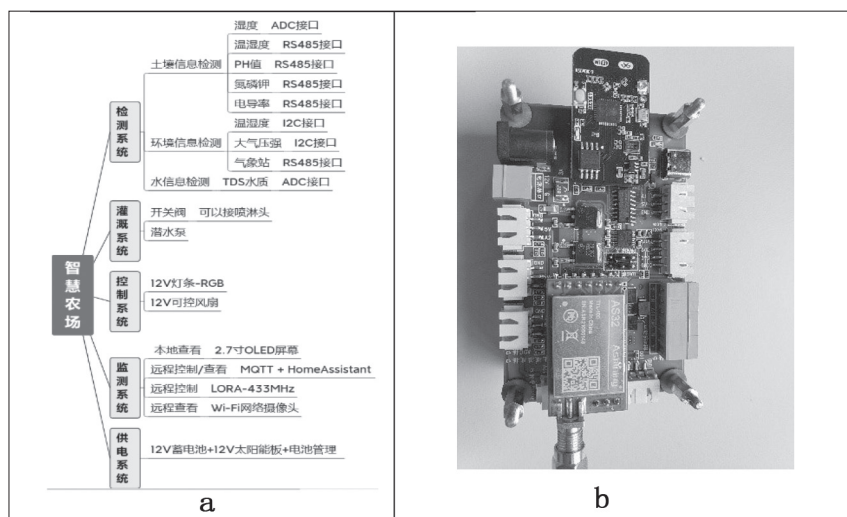 智慧农场
检测系统
土壤信息检测
湿度 ADC接口
温湿度 RS485接口
PH值 RS485接口
氮磷钾 RS485接口
电导率 RS485接口
环境信息检测
温湿度 I2C接口
大气压强 I2C接口
气象站 RS485接口
水信息检测 TDS水质 ADC接口
灌溉系统
开关阀 可以接喷淋头
潜水泵
控制系统
12V灯条-RGB
12V可控风扇
监测系统
本地查看 2.7寸OLED屏幕
远程控制/查看 MQTT + HomeAssistant
远程控制 LORA-433MHz
远程查看 Wi-Fi网络摄像头
供电系统
12V蓄电池+12V太阳能板+电池管理
a
AS32
b